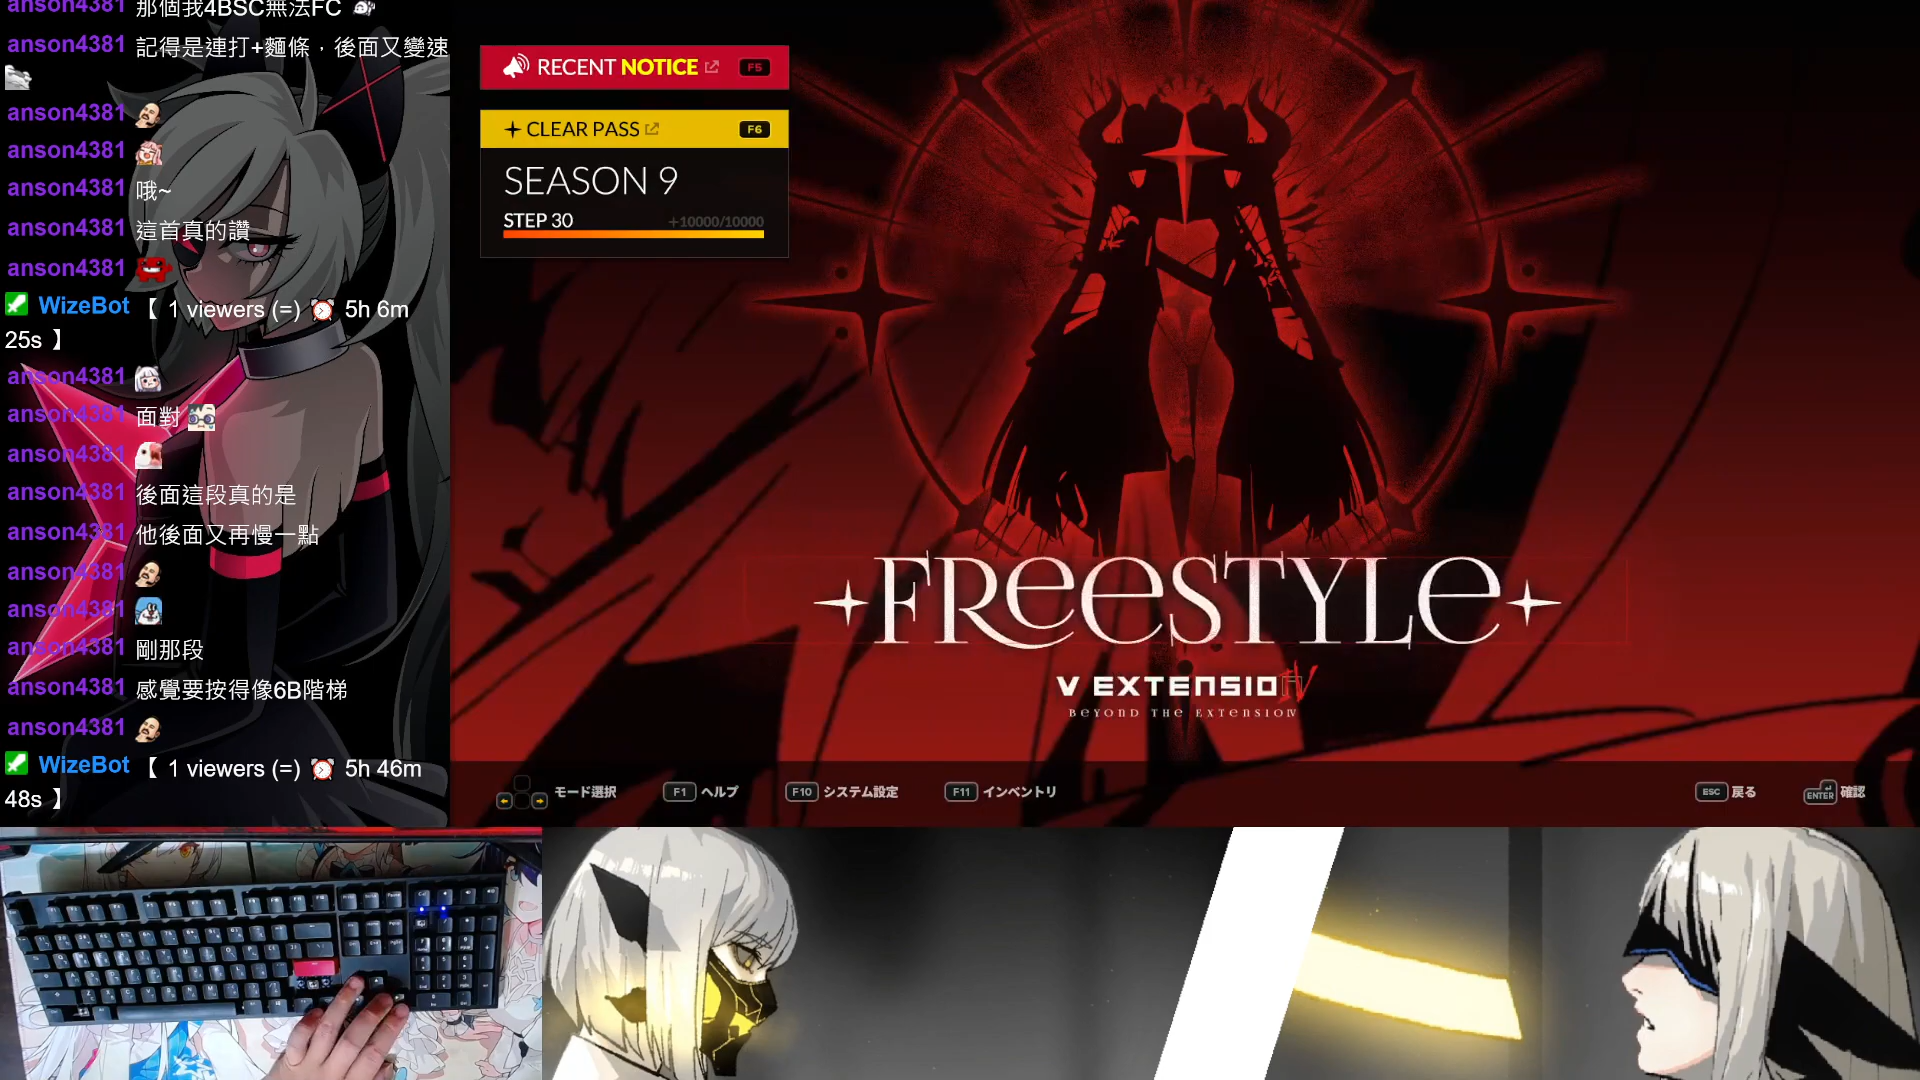 anson4381 那個我4BSC無法FC
anson4381 記得是連打+麵條，後面又變速
anson4381
anson4381
anson4381 哦~
anson4381 這首真的讚
anson4381
WizeBot 【 1 viewers (=) ⏰ 5h 6m
25s 】
anson4381
anson4381 面對
anson4381
anson4381 後面這段真的是
anson4381 他後面又再慢一點
anson4381
anson4381
anson4381 剛那段
anson4381 感覺要按得像6B階梯
anson4381
WizeBot 【 1 viewers (=) ⏰ 5h 46m
48s 】
RECENT NOTICE F5
CLEAR PASS F6
SEASON 9
STEP 30 +10000/10000
FREESTYLE
V EXTENSION IV
BEYOND THE EXTENSION IV
モード選択 F1 ヘルプ F10 システム設定 F11 インベントリ ESC 戻る ENTER 確認